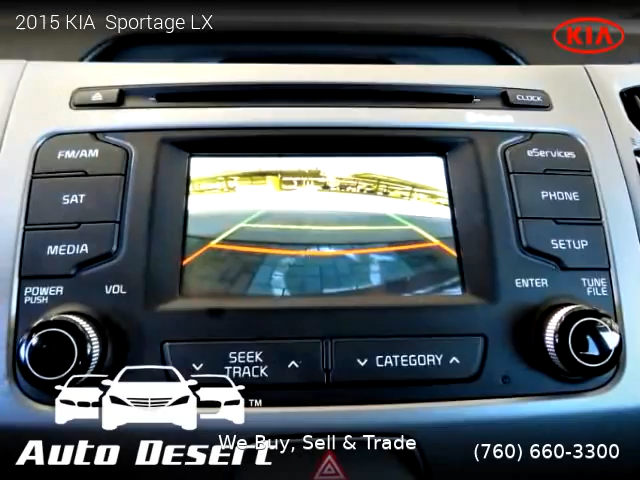 2015 KIA Sportage LX
KIA
CLOCK
FM/AM
eServices
SAT
PHONE
MEDIA
SETUP
POWER
PUSH
VOL
ENTER
TUNE
FILE
SEEK
TRACK
CATEGORY
TM
Auto Desert
We Buy, Sell & Trade
(760) 660-3300